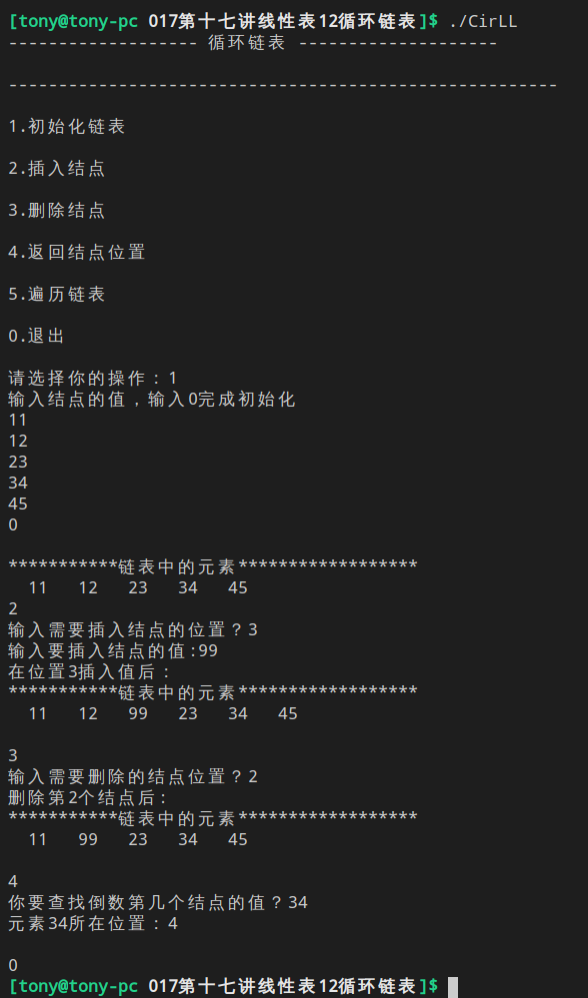 [tony@tony-pc 017第十七讲线性表12循环链表]$ ./CirLL
------------------- 循环链表 --------------------
-------------------------------------------------------
1.初始化链表
2.插入结点
3.删除结点
4.返回结点位置
5.遍历链表
0.退出
请选择你的操作：1
输入结点的值，输入0完成初始化
11
12
23
34
45
0
***********链表中的元素******************
11 12 23 34 45
2
输入需要插入结点的位置？3
输入要插入结点的值:99
在位置3插入值后：
***********链表中的元素******************
11 12 99 23 34 45
3
输入需要删除的结点位置？2
删除第2个结点后:
***********链表中的元素******************
11 99 23 34 45
4
你要查找倒数第几个结点的值？34
元素34所在位置：4
0
[tony@tony-pc 017第十七讲线性表12循环链表]$